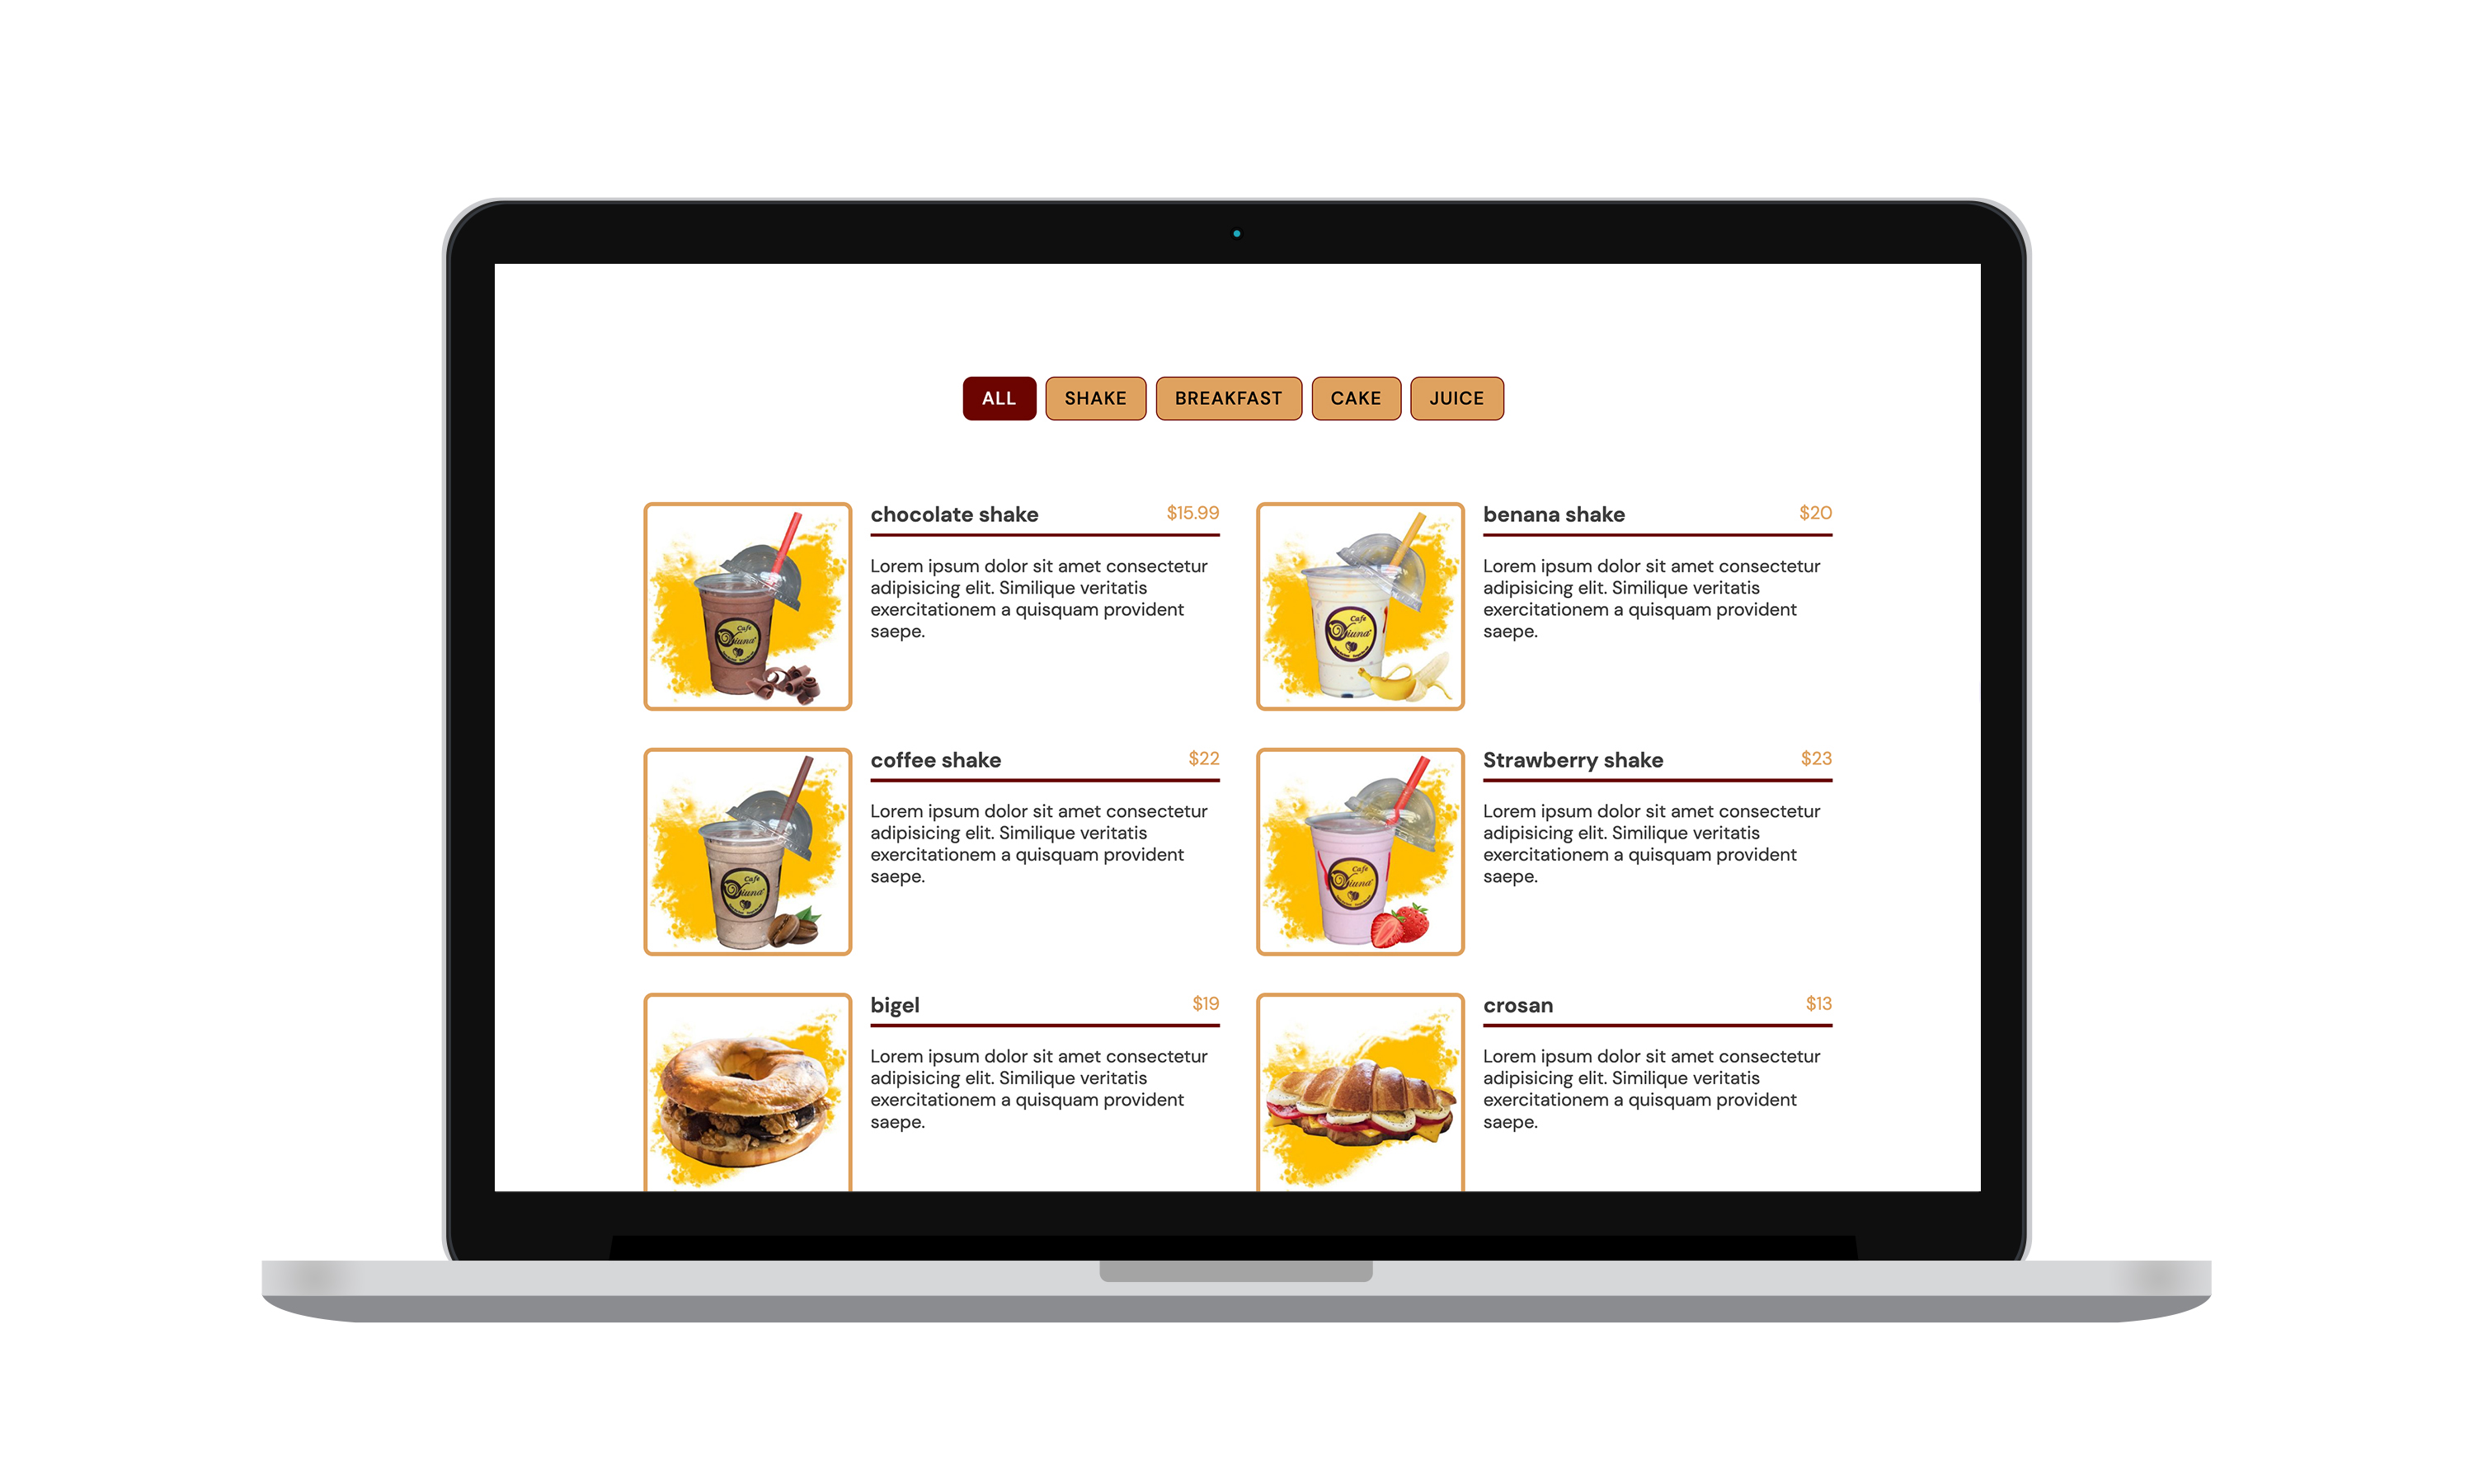 ALL SHAKE BREAKFAST CAKE JUICE
chocolate shake $15.99
Lorem ipsum dolor sit amet consectetur
adipisicing elit. Similique veritatis
exercitationem a quisquam provident
saepe.
benana shake $20
Lorem ipsum dolor sit amet consectetur
adipisicing elit. Similique veritatis
exercitationem a quisquam provident
saepe.
coffee shake $22
Lorem ipsum dolor sit amet consectetur
adipisicing elit. Similique veritatis
exercitationem a quisquam provident
saepe.
Strawberry shake $23
Lorem ipsum dolor sit amet consectetur
adipisicing elit. Similique veritatis
exercitationem a quisquam provident
saepe.
bigel $19
Lorem ipsum dolor sit amet consectetur
adipisicing elit. Similique veritatis
exercitationem a quisquam provident
saepe.
crosan $13
Lorem ipsum dolor sit amet consectetur
adipisicing elit. Similique veritatis
exercitationem a quisquam provident
saepe.
Cafe
Cafe
Cafe
Cafe